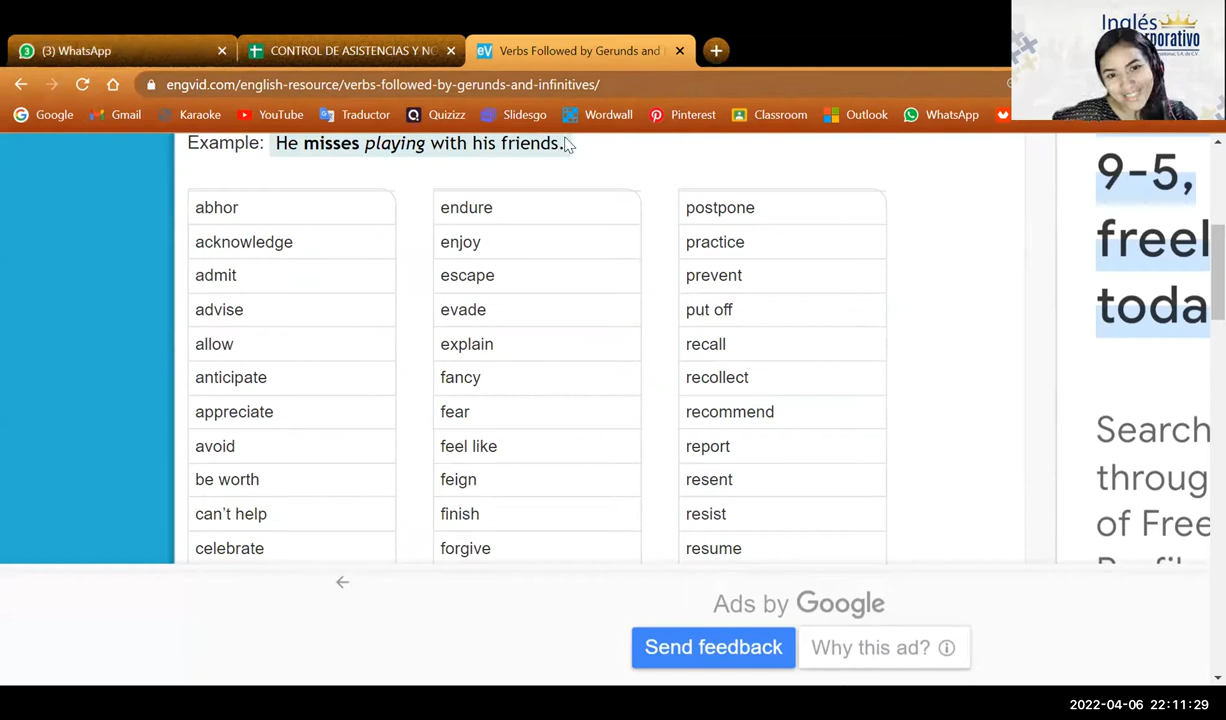 (3) WhatsApp
CONTROL DE ASISTENCIAS Y NO
Verbs Followed by Gerunds and
engvid.com/english-resource/verbs-followed-by-gerunds-and-infinitives/
Google Gmail Karaoke YouTube Traductor Quizizz Slidesgo Wordwall Pinterest Classroom Outlook WhatsApp
Inglés
Example: He misses playing with his friends.
abhor
acknowledge
admit
advise
allow
anticipate
appreciate
avoid
be worth
can't help
celebrate
endure
enjoy
escape
evade
explain
fancy
fear
feel like
feign
finish
forgive
postpone
practice
prevent
put off
recall
recollect
recommend
report
resent
resist
resume
9-5,
freel
toda
Search
throug
of Free
Ads by Google
Send feedback
Why this ad?
2022-04-06 22:11:29